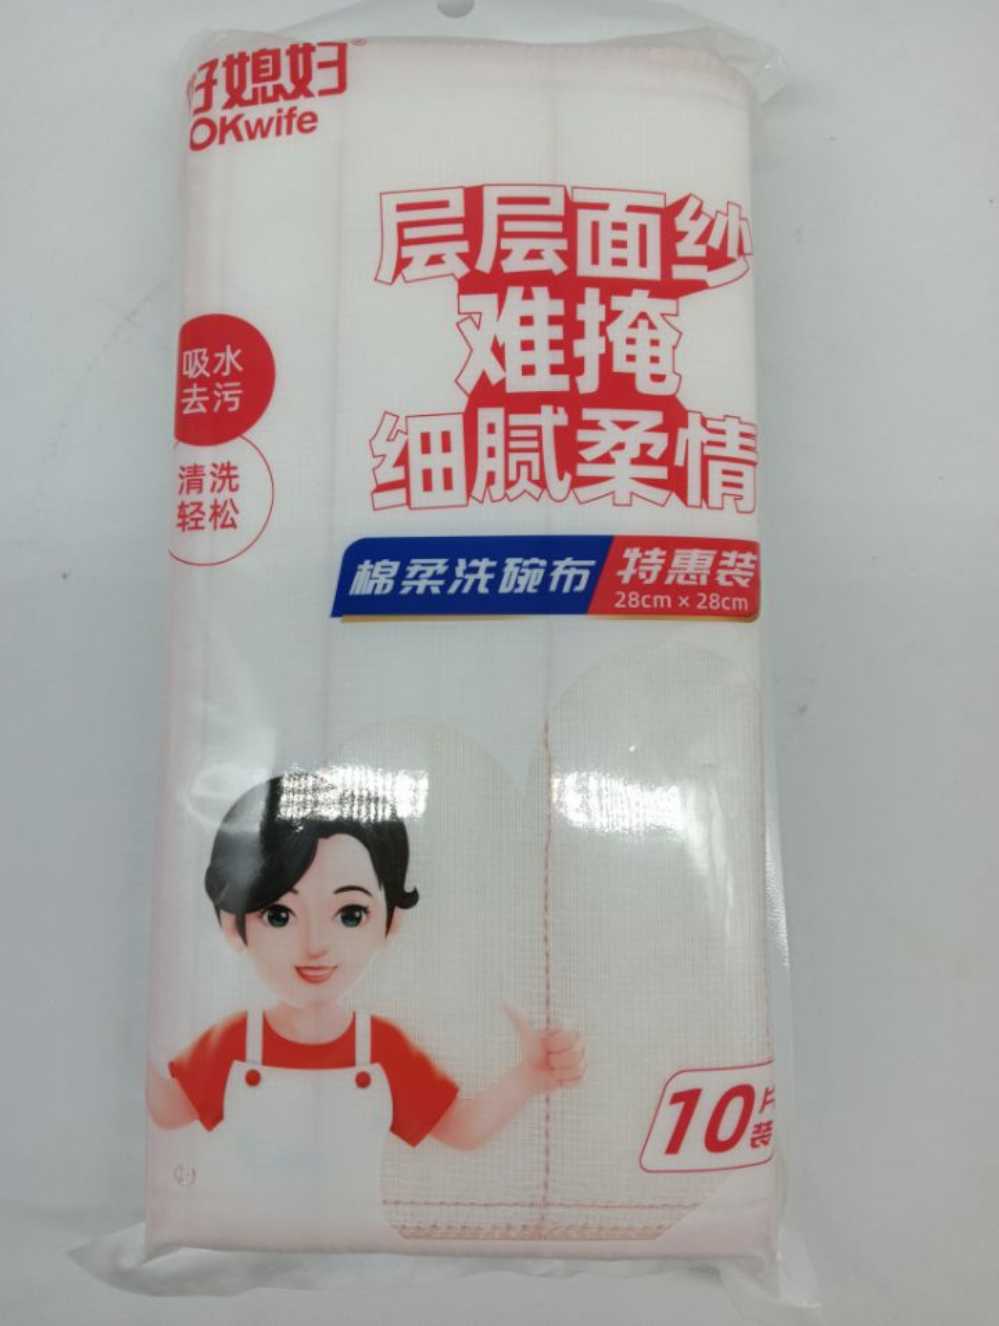 好媳妇®
OKwife
层层面纱
难掩
细腻柔情
吸水
去污
清洗
轻松
棉柔洗碗布
特惠装
28cm × 28cm
10片装